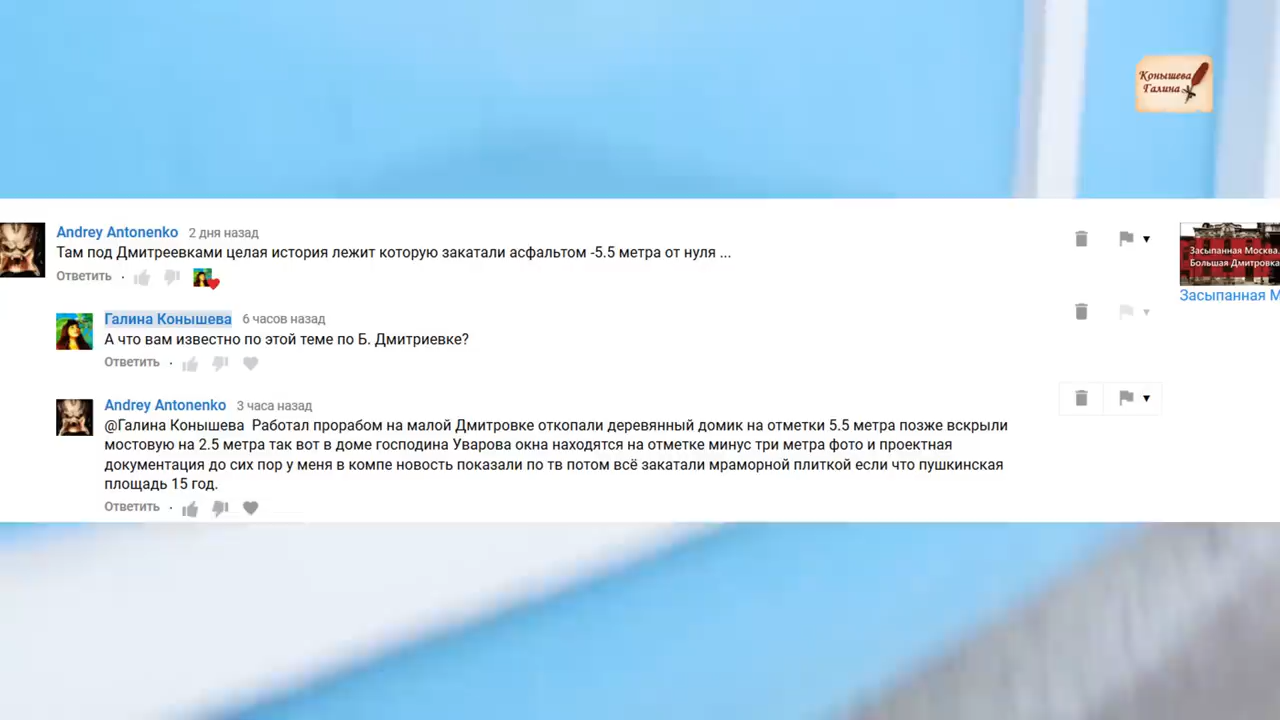 Конышева
Галина
Andrey Antonenko 2 дня назад
Там под Дмитреевками целая история лежит которую закатали асфальтом -5.5 метра от нуля ...
Ответить
Засыпанная Москва.
Большая Дмитровка
Засыпанная М
Галина Конышева 6 часов назад
А что вам известно по этой теме по Б. Дмитриевке?
Ответить
Andrey Antonenko 3 часа назад
@Галина Конышева Работал прорабом на малой Дмитровке откопали деревянный домик на отметки 5.5 метра позже вскрыли
мостовую на 2.5 метра так вот в доме господина Уварова окна находятся на отметке минус три метра фото и проектная
документация до сих пор у меня в компе новость показали по тв потом всё закатали мраморной плиткой если что пушкинская
площадь 15 год.
Ответить